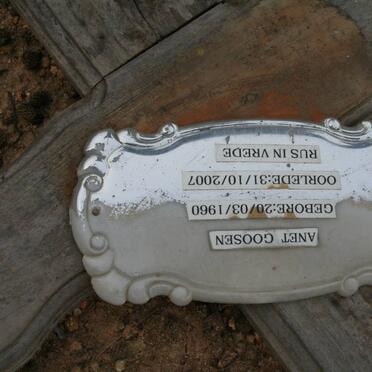 ANET GOOSEN
GEBORE:20/03/1960
OORLEDE:31/10/2007
RUS IN VREDE